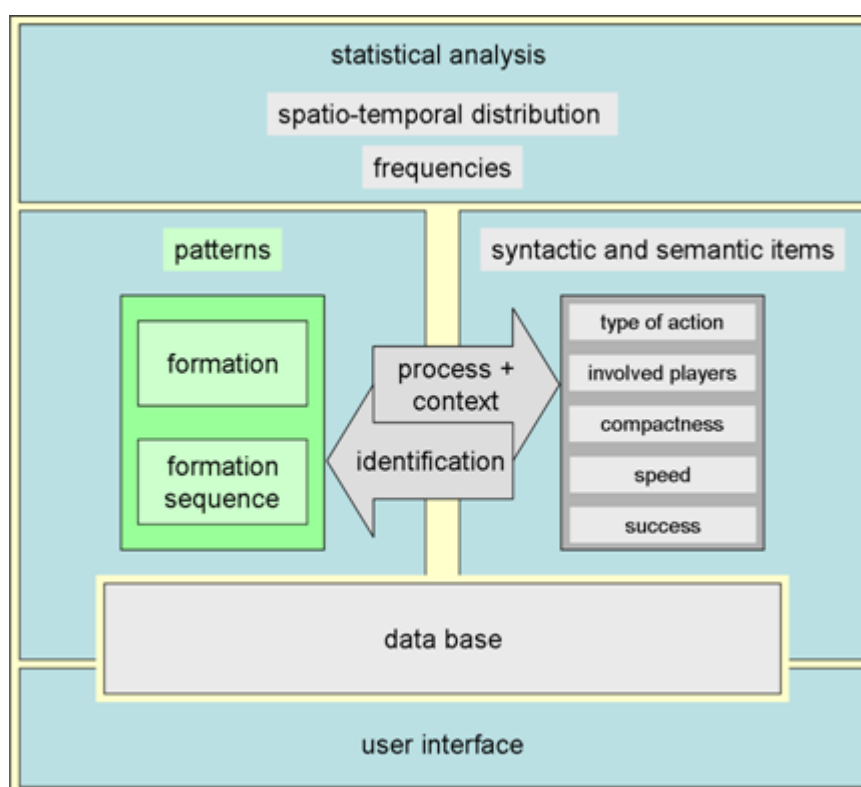 statistical analysis
spatio-temporal distribution
frequencies
patterns
formation
formation
sequence
process +
context
identification
syntactic and semantic items
type of action
involved players
compactness
speed
success
data base
user interface